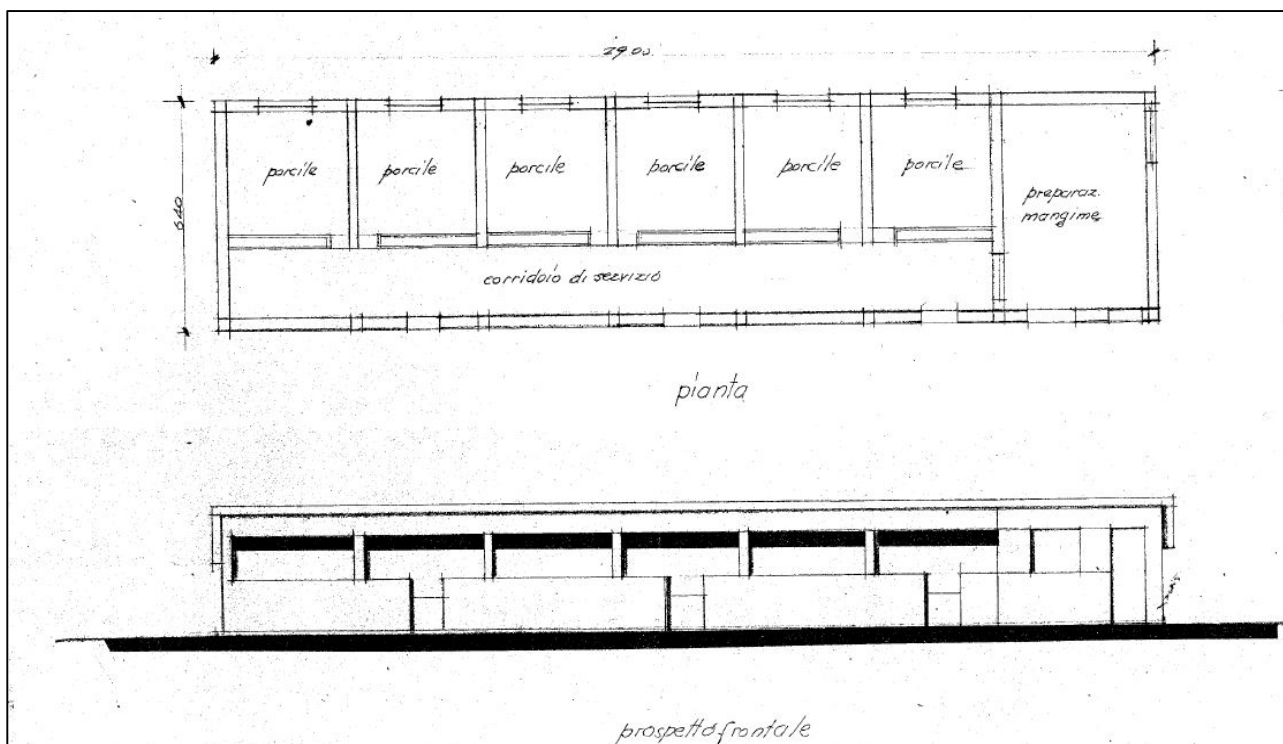 29.00
porcile
porcile
porcile
porcile
porcile
porcile
preparaz.
mangime
6.40
corridoio di servizio
pianta
prospetto frontale